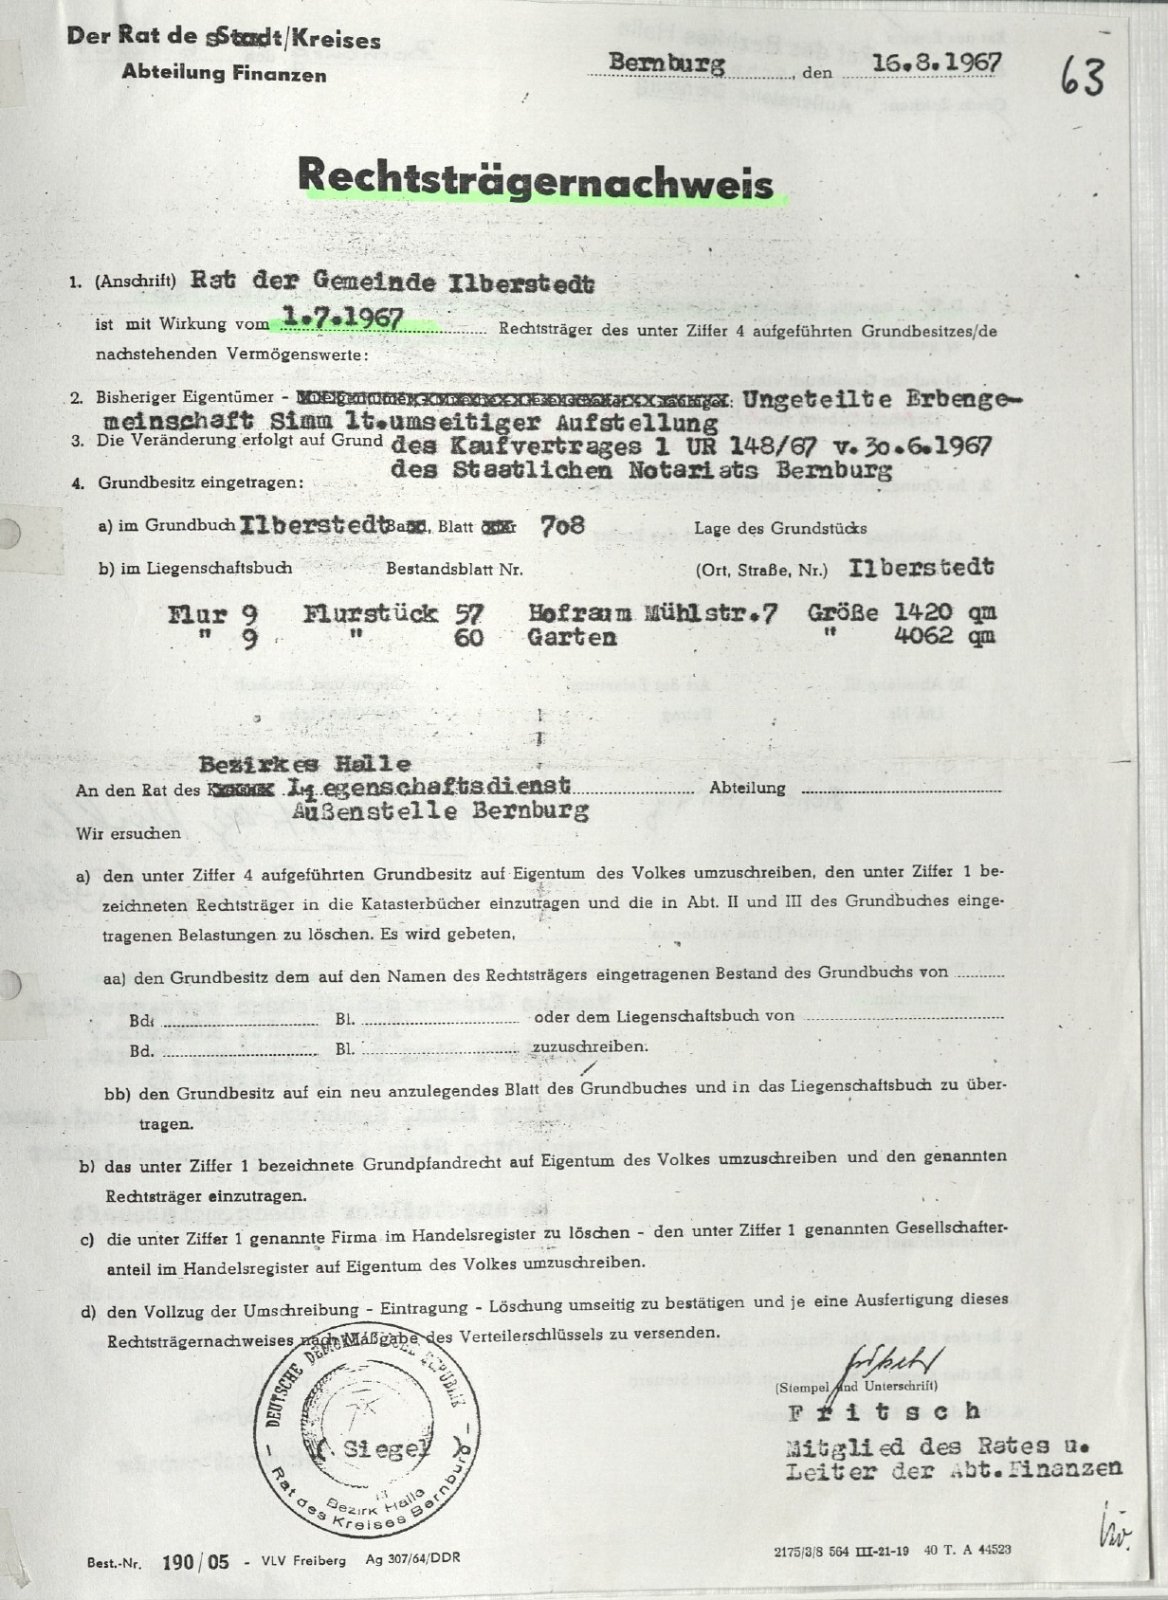 Der Rat des Stadt/Kreises
Abteilung Finanzen
Bernburg, den 16.8.1967
63
Rechtsträgernachweis
1. (Anschrift) Rat der Gemeinde Ilberstedt
ist mit Wirkung vom 1.7.1967 Rechtsträger des unter Ziffer 4 aufgeführten Grundbesitzes/de
nachstehenden Vermögenswerte:
2. Bisheriger Eigentümer - Ungeteilte Erbenge-
meinschaft Simm lt.umseitiger Aufstellung
3. Die Veränderung erfolgt auf Grund des Kaufvertrages 1 UR 148/67 v.30.6.1967
des Staatlichen Notariats Bernburg
4. Grundbesitz eingetragen:
a) im Grundbuch Ilberstedt Band, Blatt 708 Lage des Grundstücks
b) im Liegenschaftsbuch Bestandsblatt Nr. (Ort, Straße, Nr.) Ilberstedt
Flur 9 Flurstück 57 Hofraum Mühlstr.7 Größe 1420 qm
" 9 " 60 Garten " 4062 qm
Bezirkes Halle
An den Rat des Liegenschaftsdienst Abteilung
Außenstelle Bernburg
Wir ersuchen
a) den unter Ziffer 4 aufgeführten Grundbesitz auf Eigentum des Volkes umzuschreiben, den unter Ziffer 1 be-
zeichneten Rechtsträger in die Katasterbücher einzutragen und die in Abt. II und III des Grundbuches einge-
tragenen Belastungen zu löschen. Es wird gebeten,
aa) den Grundbesitz dem auf den Namen des Rechtsträgers eingetragenen Bestand des Grundbuchs von
Bd. Bl. oder dem Liegenschaftsbuch von
Bd. Bl. zuzuschreiben.
bb) den Grundbesitz auf ein neu anzulegendes Blatt des Grundbuches und in das Liegenschaftsbuch zu über-
tragen.
b) das unter Ziffer 1 bezeichnete Grundpfandrecht auf Eigentum des Volkes umzuschreiben und den genannten
Rechtsträger einzutragen.
c) die unter Ziffer 1 genannte Firma im Handelsregister zu löschen - den unter Ziffer 1 genannten Gesellschafter-
anteil im Handelsregister auf Eigentum des Volkes umzuschreiben.
d) den Vollzug der Umschreibung - Eintragung - Löschung umseitig zu bestätigen und je eine Ausfertigung dieses
Rechtsträgernachweises nach Maßgabe des Verteilerschlüssels zu versenden.
DEUTSCHE DEMOKRATISCHE REPUBLIK
( Siegel )
Bezirk Halle
Rat des Kreises Bernburg
(Stempel und Unterschrift)
Fritsch
Mitglied des Rates u.
Leiter der Abt.Finanzen
Best.-Nr. 190/05 - VLV Freiberg Ag 307/64/DDR
2175/3/8 564 III-21-19 40 T. A 44523